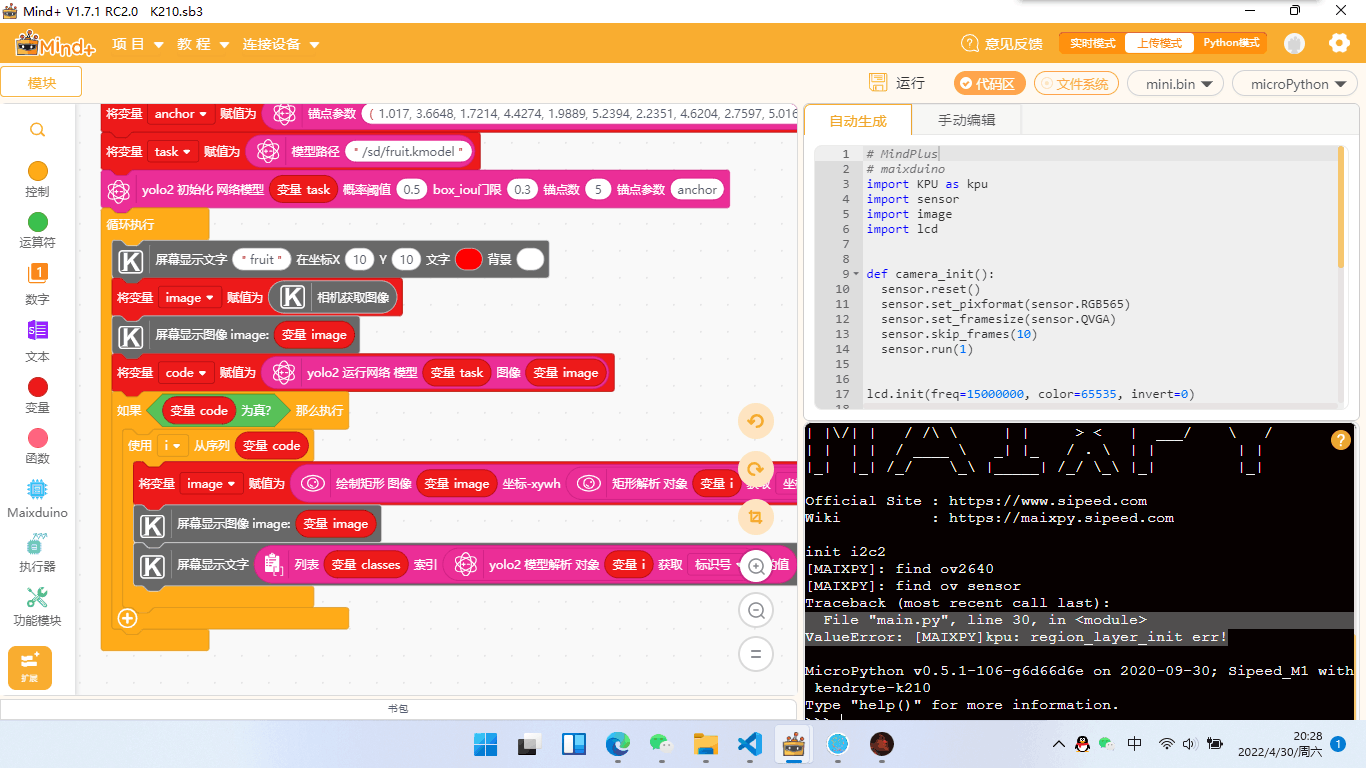 Mind+ V1.7.1 RC2.0 K210.sb3
Mind+ 项目 教程 连接设备 意见反馈 实时模式 上传模式 Python模式
模块 运行 代码区 文件系统 mini.bin microPython
控制
运算符
数字
文本
变量
函数
Maixduino
执行器
功能模块
扩展
将变量 anchor 赋值为 锚点参数 ( 1.017, 3.6648, 1.7214, 4.4274, 1.9889, 5.2394, 2.2351, 4.6204, 2.7597, 5.016
将变量 task 赋值为 模型路径 " /sd/fruit.kmodel "
yolo2 初始化 网络模型 变量 task 概率阈值 0.5 box_iou门限 0.3 锚点数 5 锚点参数 anchor
循环执行
屏幕显示文字 " fruit " 在坐标X 10 Y 10 文字 背景
将变量 image 赋值为 相机获取图像
屏幕显示图像 image: 变量 image
将变量 code 赋值为 yolo2 运行网络 模型 变量 task 图像 变量 image
如果 变量 code 为真? 那么执行
使用 i 从序列 变量 code
将变量 image 赋值为 绘制矩形 图像 变量 image 坐标-xywh 矩形解析 对象 变量 i 获取
屏幕显示图像 image: 变量 image
屏幕显示文字 列表 变量 classes 索引 yolo2 模型解析 对象 变量 i 获取 标识号 的值
书包
自动生成 手动编辑
1 # MindPlus
2 # maixduino
3 import KPU as kpu
4 import sensor
5 import image
6 import lcd
7
8
9 def camera_init():
10 sensor.reset()
11 sensor.set_pixformat(sensor.RGB565)
12 sensor.set_framesize(sensor.QVGA)
13 sensor.skip_frames(10)
14 sensor.run(1)
15
16
17 lcd.init(freq=15000000, color=65535, invert=0)
18
Official Site : https://www.sipeed.com
Wiki : https://maixpy.sipeed.com
init i2c2
[MAIXPY]: find ov2640
[MAIXPY]: find ov sensor
Traceback (most recent call last):
File "main.py", line 30, in <module>
ValueError: [MAIXPY]kpu: region_layer_init err!
MicroPython v0.5.1-106-g6d66d6e on 2020-09-30; Sipeed_M1 with
kendryte-k210
Type "help()" for more information.
>>>
中 20:28
2022/4/30/周六 1